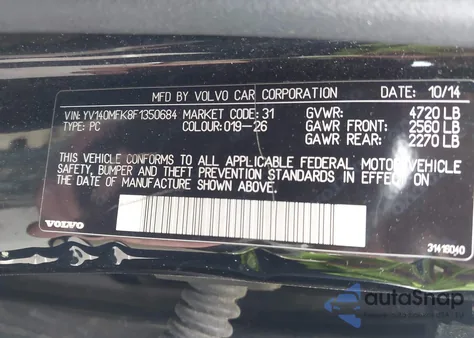 MFD BY VOLVO CAR CORPORATION DATE: 10/14
VIN: YV140MFK8F1350684 MARKET CODE: 31 GVWR: 4720 LB
TYPE: PC COLOUR: 019-26 GAWR FRONT: 2560 LB
GAWR REAR: 2270 LB
THIS VEHICLE CONFORMS TO ALL APPLICABLE FEDERAL MOTOR VEHICLE
SAFETY, BUMPER AND THEFT PREVENTION STANDARDS IN EFFECT ON
THE DATE OF MANUFACTURE SHOWN ABOVE.
VOLVO 31416040
autoSnap